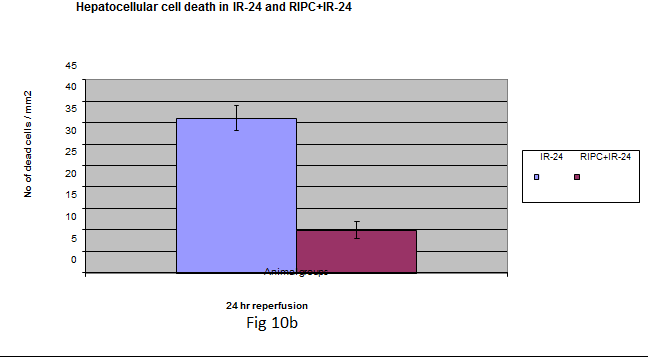 Hepatocellular cell death in IR-24 and RIPC+IR-24
No of dead cells / mm2
45
40
35
30
25
20
15
10
5
0
IR-24 RIPC+IR-24
Animal groups
24 hr reperfusion
Fig 10b